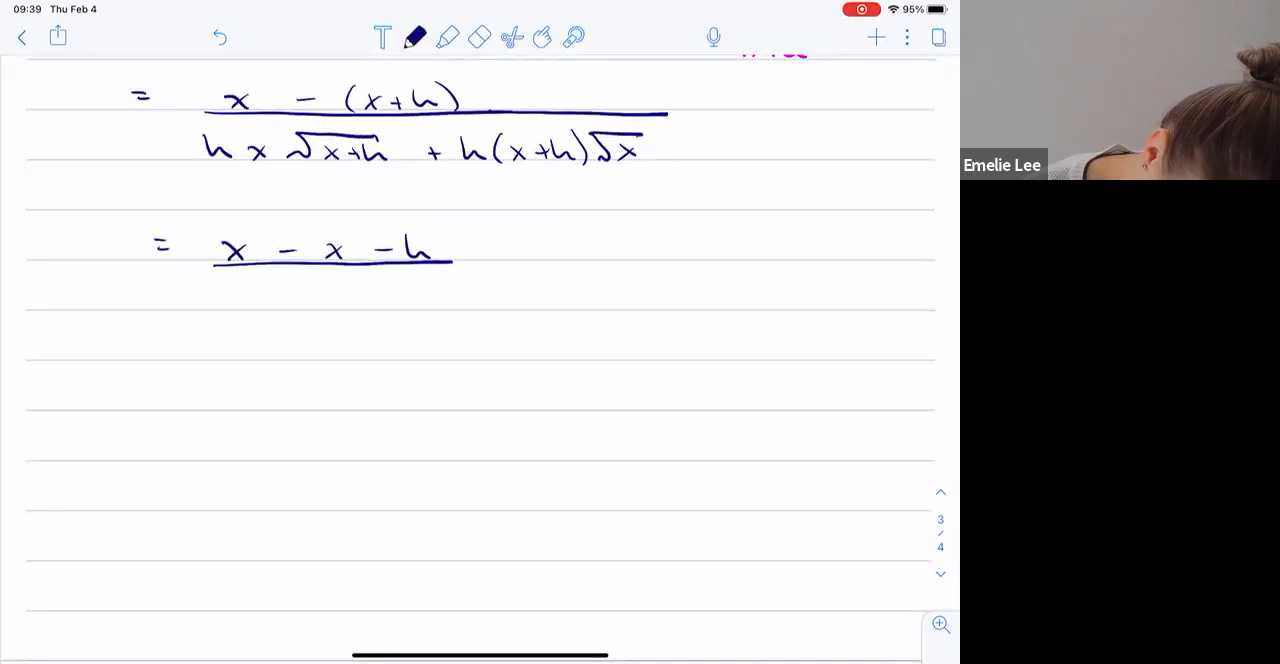 09:39 Thu Feb 4 95%
T
= x - (x+h)
h x √x+h + h(x+h)√x
= x - x - h
3
/
4
Emelie Lee